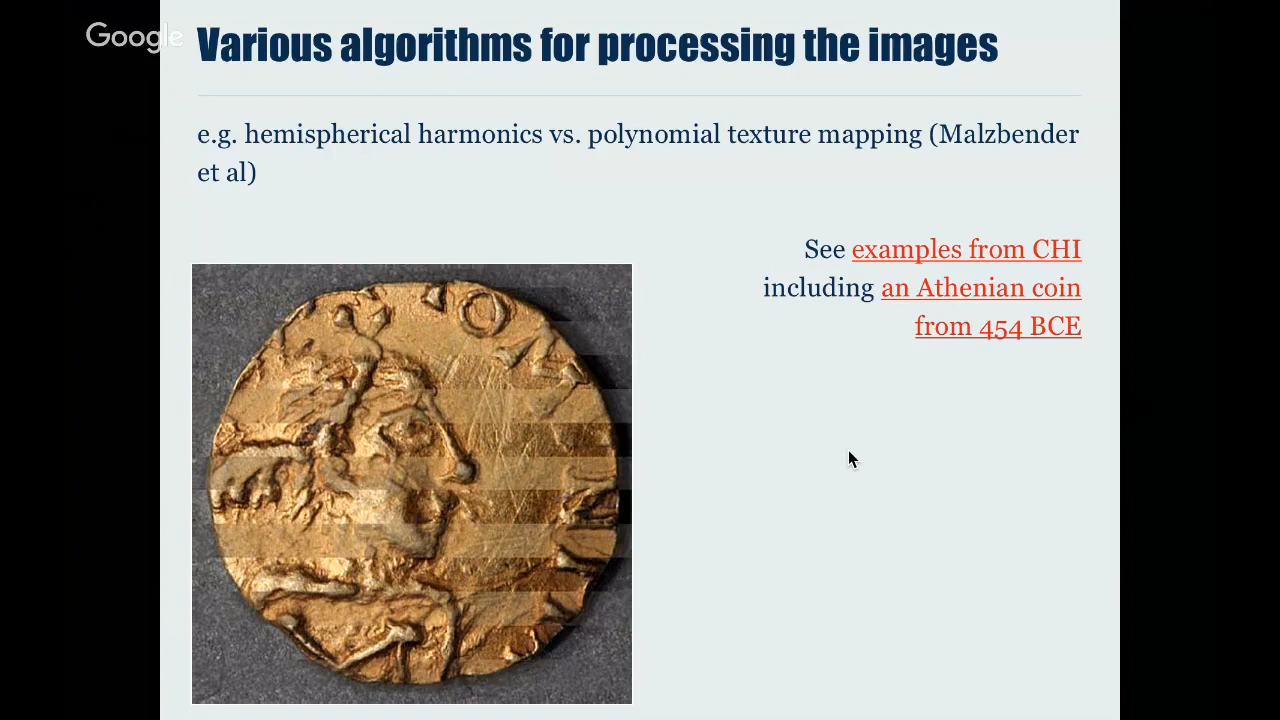 Google
Various algorithms for processing the images
e.g. hemispherical harmonics vs. polynomial texture mapping (Malzbender
et al)
See examples from CHI
including an Athenian coin
from 454 BCE